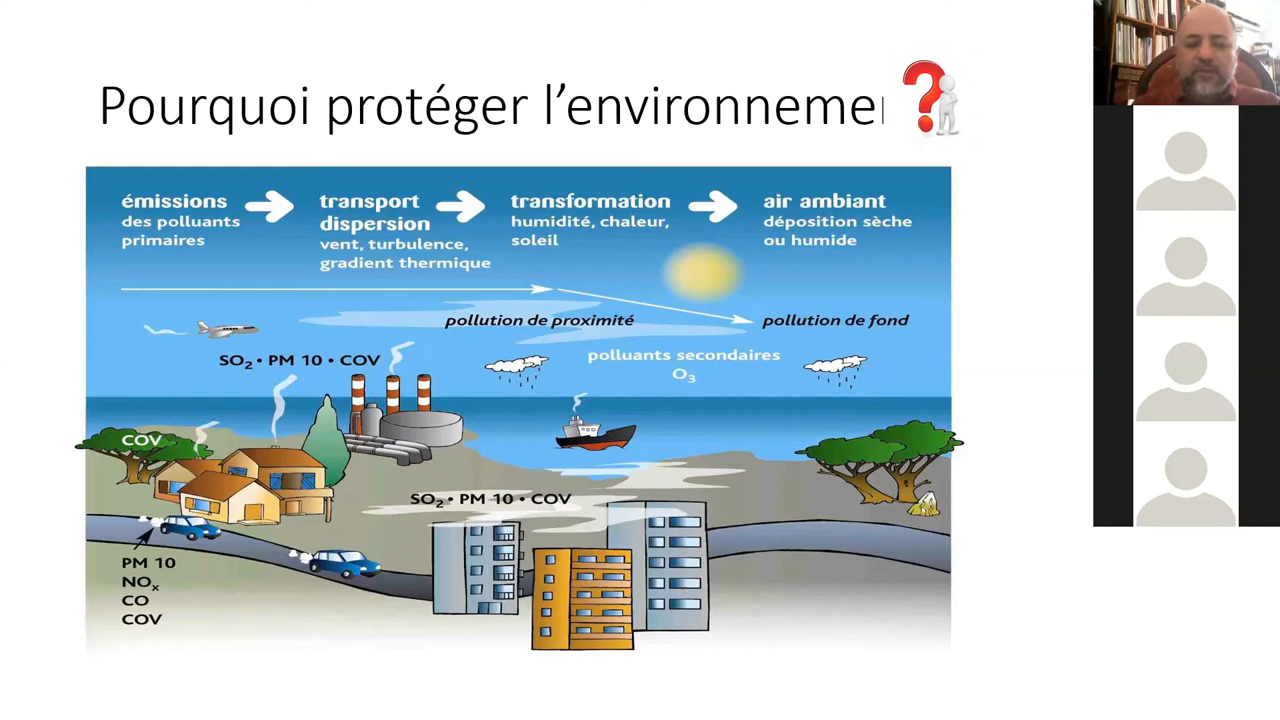 Pourquoi protéger l’environneme
?
émissions
des polluants
primaires
transport
dispersion
vent, turbulence,
gradient thermique
transformation
humidité, chaleur,
soleil
air ambiant
déposition sèche
ou humide
pollution de proximité
pollution de fond
SO₂ • PM 10 • COV
polluants secondaires
O₃
COV
SO₂ • PM 10 • COV
PM 10
NOₓ
CO
COV